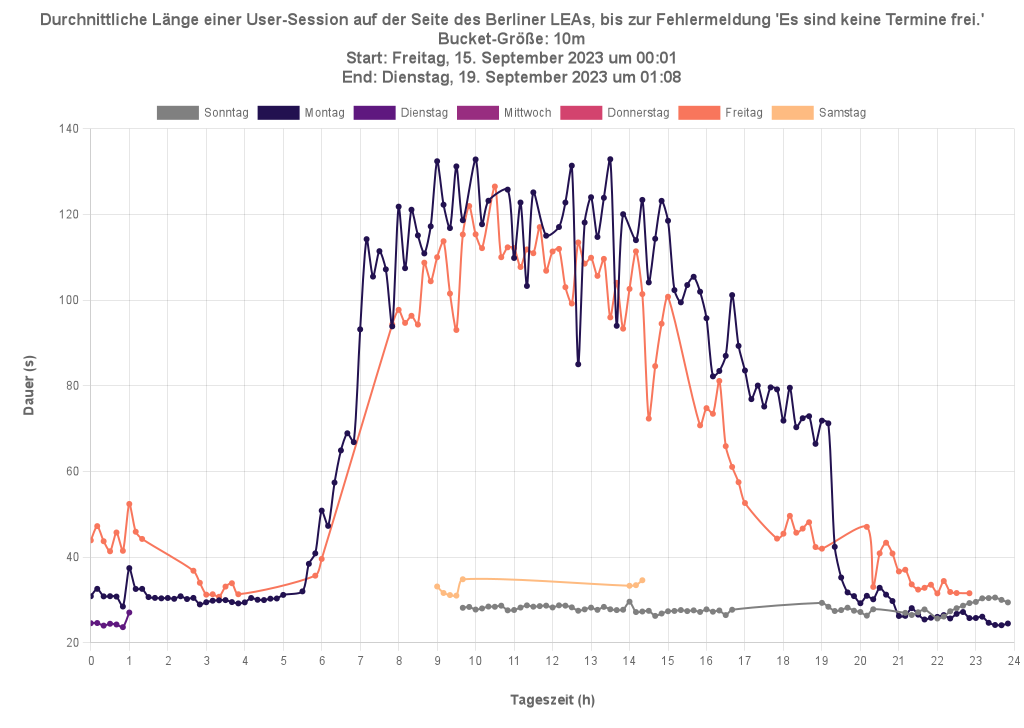 Durchnittliche Länge einer User-Session auf der Seite des Berliner LEAs, bis zur Fehlermeldung 'Es sind keine Termine frei.'
Bucket-Größe: 10m
Start: Freitag, 15. September 2023 um 00:01
End: Dienstag, 19. September 2023 um 01:08
Sonntag Montag Dienstag Mittwoch Donnerstag Freitag Samstag
140
120
100
80
60
40
20
Dauer (s)
0 1 2 3 4 5 6 7 8 9 10 11 12 13 14 15 16 17 18 19 20 21 22 23 24
Tageszeit (h)